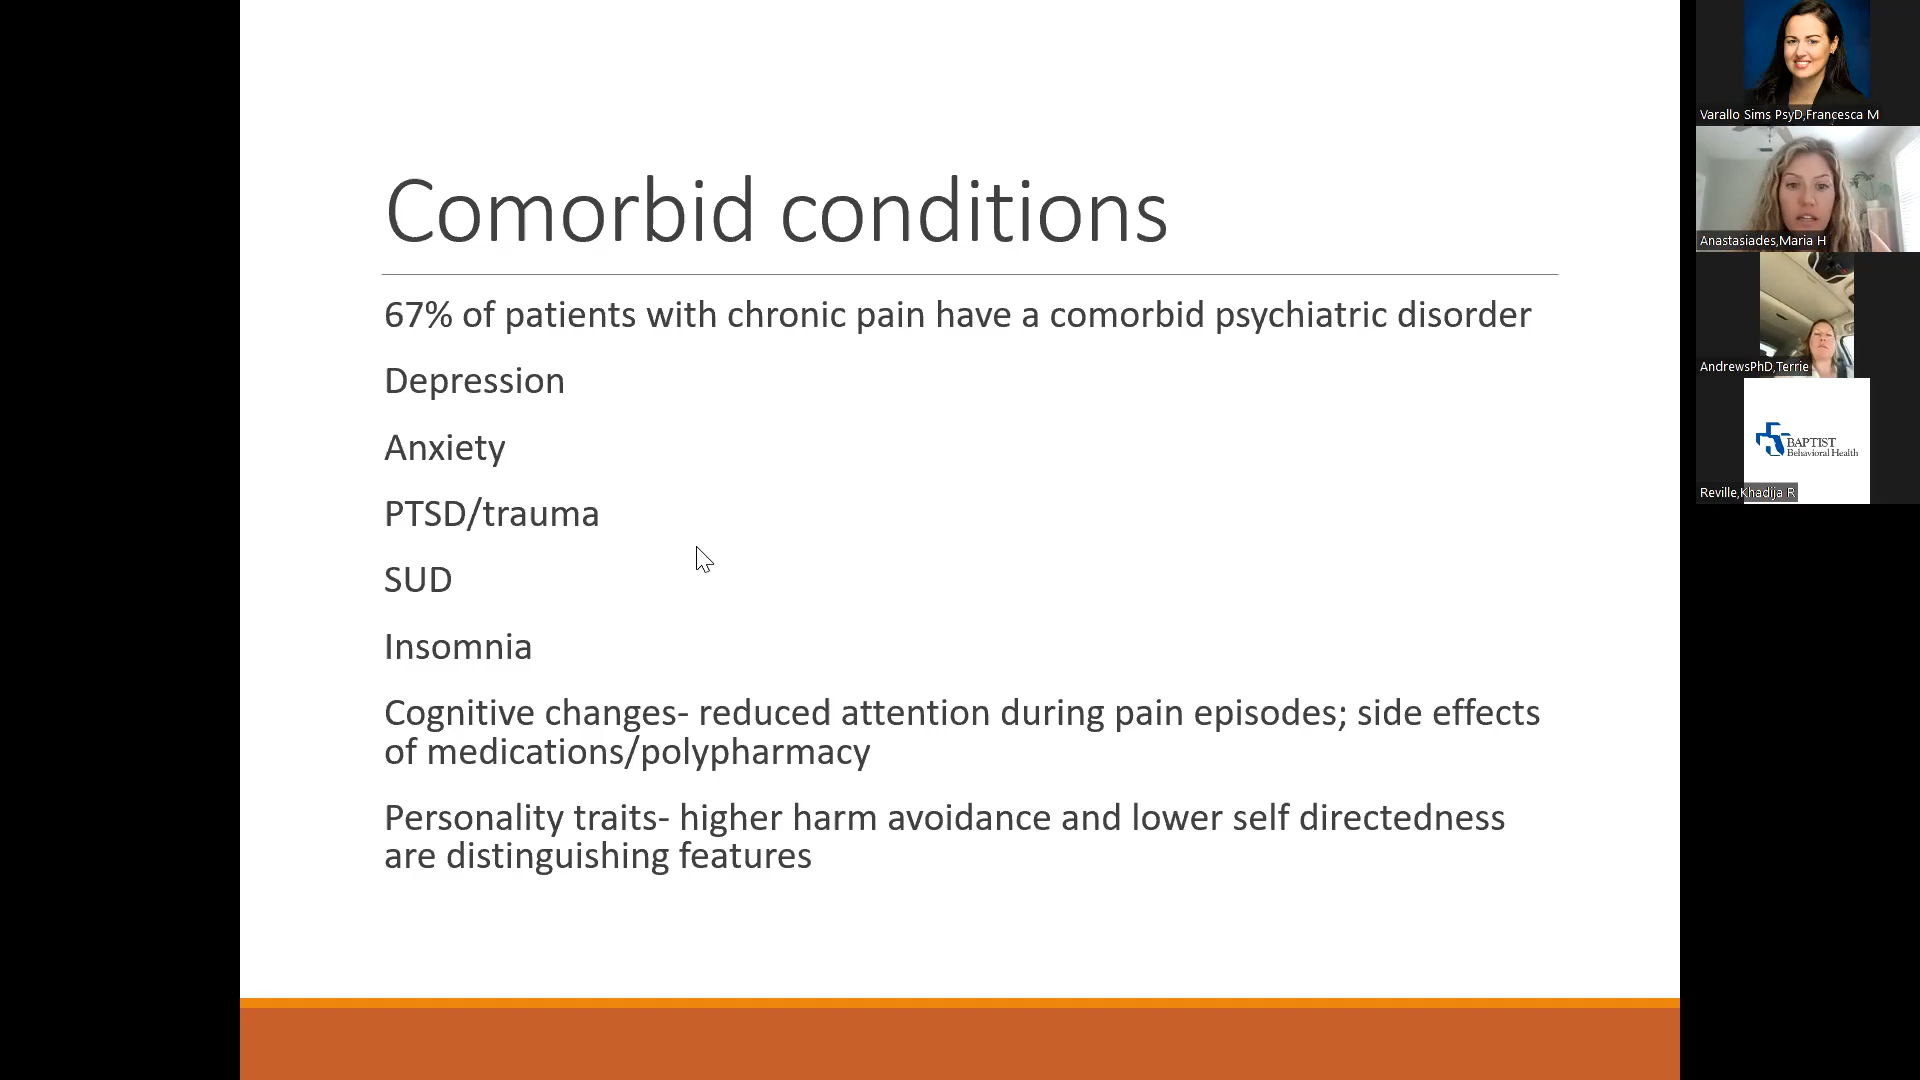 Comorbid conditions
67% of patients with chronic pain have a comorbid psychiatric disorder
Depression
Anxiety
PTSD/trauma
SUD
Insomnia
Cognitive changes- reduced attention during pain episodes; side effects
of medications/polypharmacy
Personality traits- higher harm avoidance and lower self directedness
are distinguishing features
Varallo Sims PsyD,Francesca M
Anastasiades,Maria H
AndrewsPhD,Terrie
BAPTIST
Behavioral Health
Reville,Khadija R